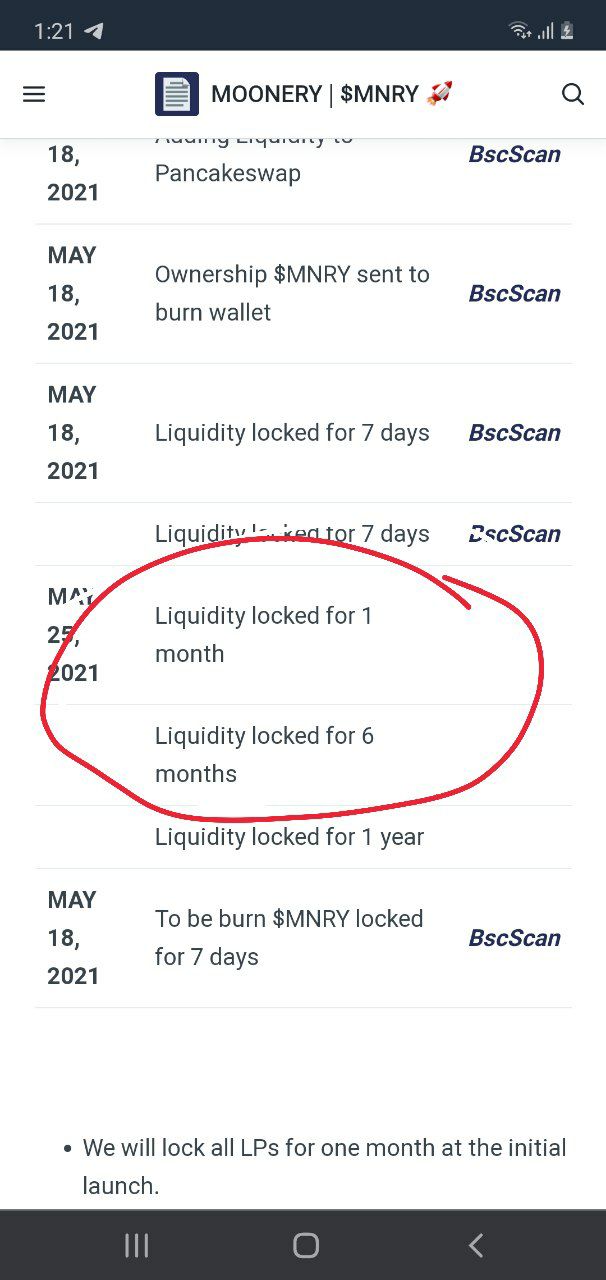 1:21
MOONERY | $MNRY 🚀
Adding Liquidity to
18,
Pancakeswap
BscScan
2021
MAY
Ownership $MNRY sent to
18,
BscScan
burn wallet
2021
MAY
18,
Liquidity locked for 7 days
BscScan
2021
Liquidity locked for 7 days
BscScan
MAY
Liquidity locked for 1
25,
month
2021
Liquidity locked for 6
months
Liquidity locked for 1 year
MAY
To be burn $MNRY locked
18,
BscScan
for 7 days
2021
• We will lock all LPs for one month at the initial
launch.